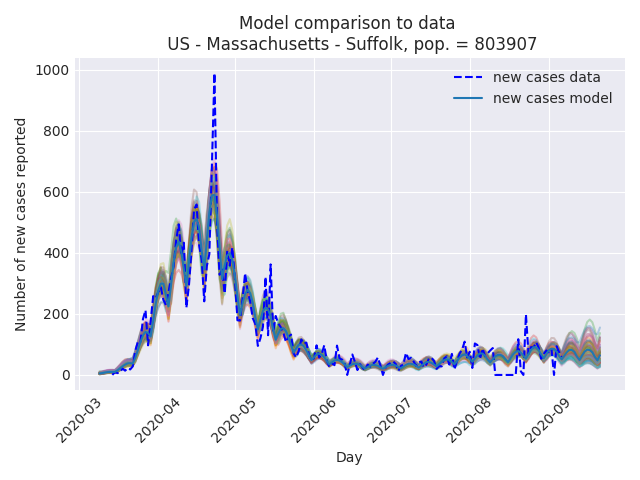 Model comparison to data
US - Massachusetts - Suffolk, pop. = 803907
Number of new cases reported
1000
800
600
400
200
0
new cases data
new cases model
2020-03
2020-04
2020-05
2020-06
2020-07
2020-08
2020-09
Day